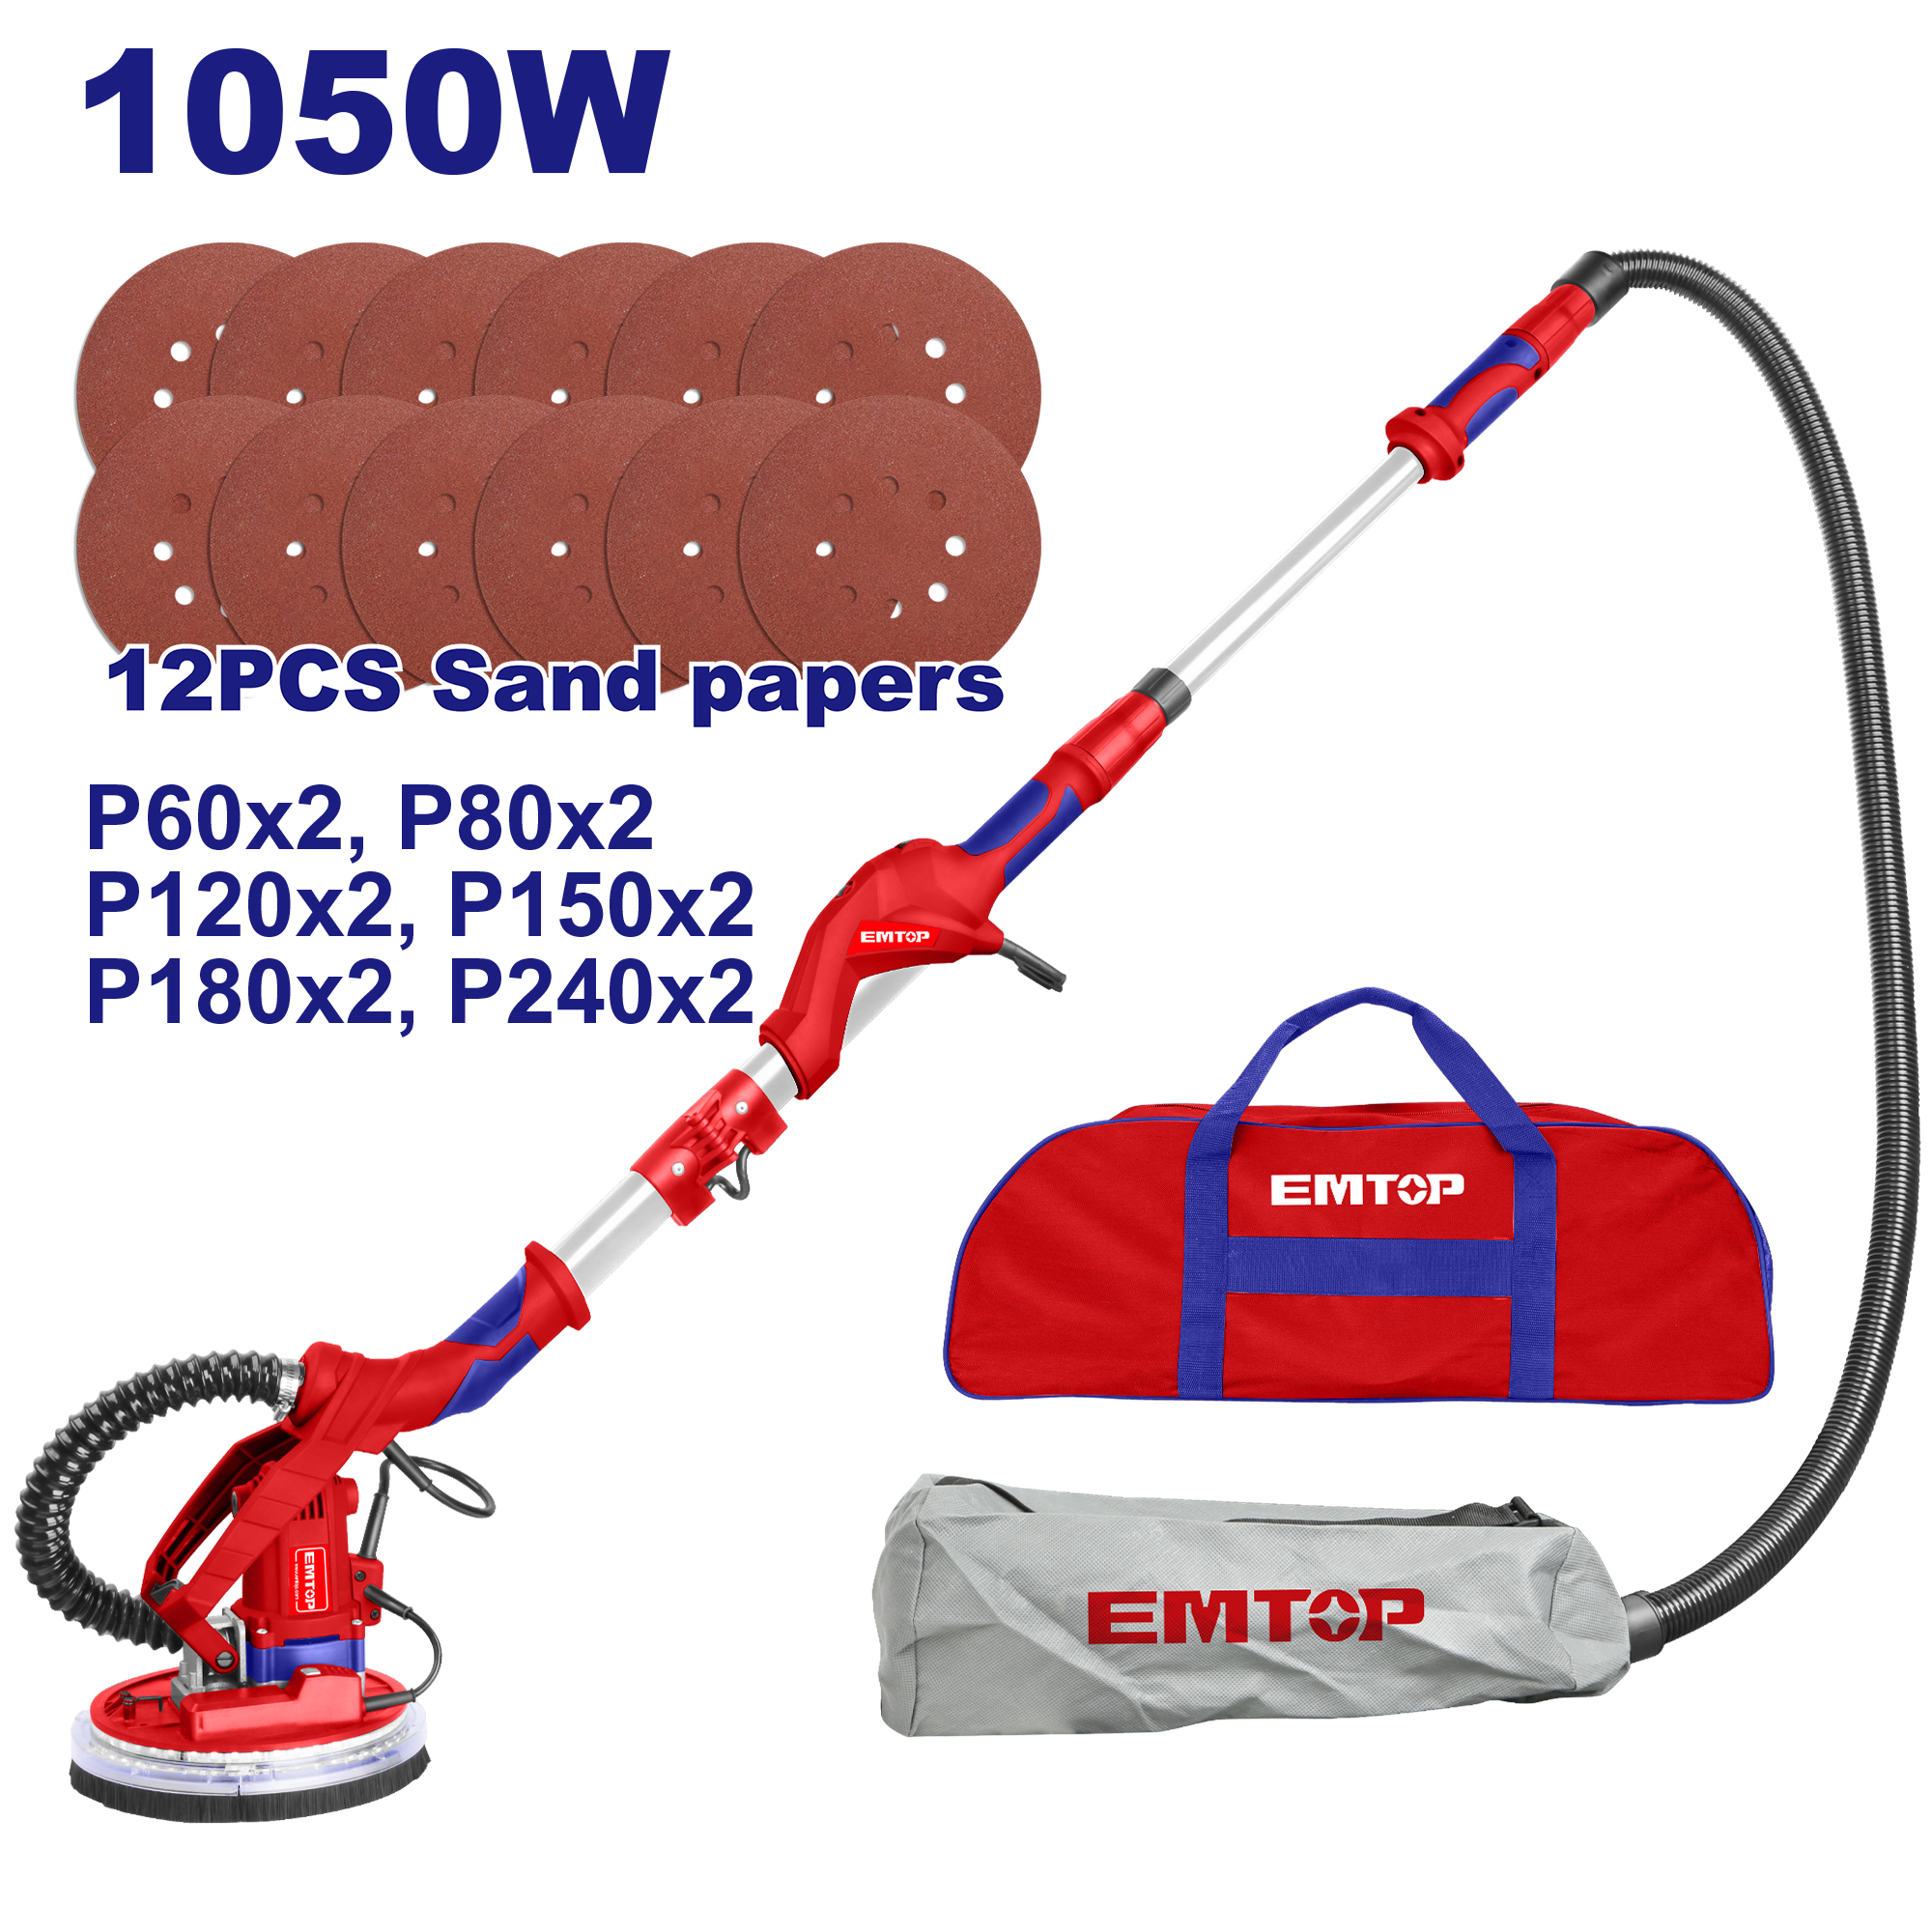 1050W
12PCS Sand papers
P60x2, P80x2
P120x2, P150x2
P180x2, P240x2
EMTOP
EMTOP
EMTOP
EMTOP